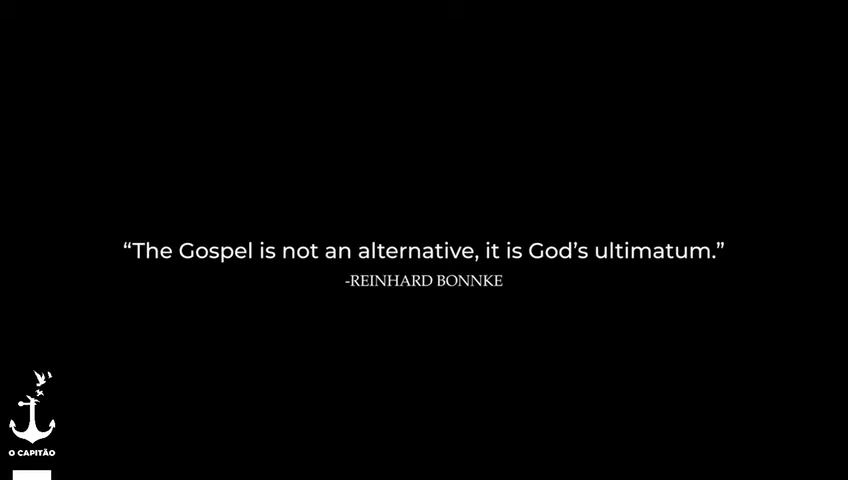 “The Gospel is not an alternative, it is God’s ultimatum.”
-REINHARD BONNKE
O CAPITÃO